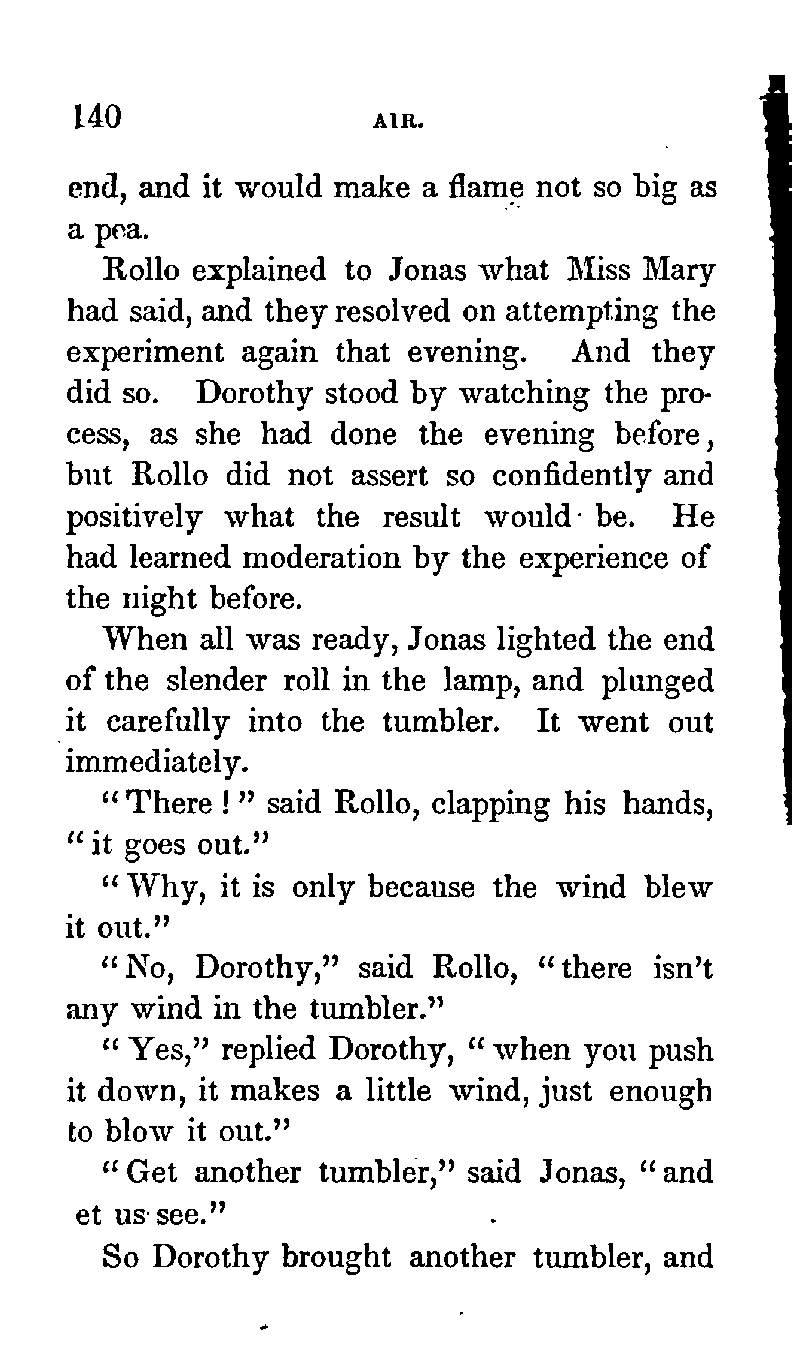 140 AIR.
end, and it would make a flame not so big as
a pea.
Rollo explained to Jonas what Miss Mary
had said, and they resolved on attempting the
experiment again that evening. And they
did so. Dorothy stood by watching the pro-
cess, as she had done the evening before,
but Rollo did not assert so confidently and
positively what the result would be. He
had learned moderation by the experience of
the night before.
When all was ready, Jonas lighted the end
of the slender roll in the lamp, and plunged
it carefully into the tumbler. It went out
immediately.
"There!" said Rollo, clapping his hands,
"it goes out."
"Why, it is only because the wind blew
it out."
"No, Dorothy," said Rollo, "there isn't
any wind in the tumbler."
"Yes," replied Dorothy, "when you push
it down, it makes a little wind, just enough
to blow it out."
"Get another tumbler," said Jonas, "and
et us see."
So Dorothy brought another tumbler, and